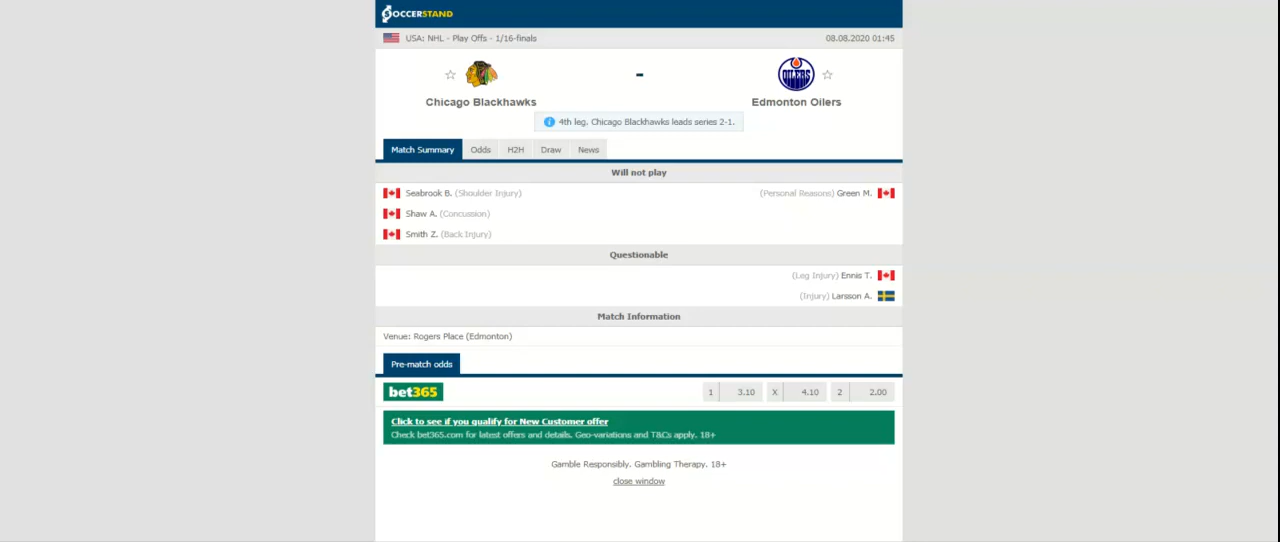 SOCCERSTAND
USA: NHL - Play Offs - 1/16-finals 08.08.2020 01:45
-
OILERS
Chicago Blackhawks Edmonton Oilers
4th leg. Chicago Blackhawks leads series 2-1.
Match Summary Odds H2H Draw News
Will not play
Seabrook B. (Shoulder Injury) (Personal Reasons) Green M.
Shaw A. (Concussion)
Smith Z. (Back Injury)
Questionable
(Leg Injury) Ennis T.
(Injury) Larsson A.
Match Information
Venue: Rogers Place (Edmonton)
Pre-match odds
bet365 1 3.10 X 4.10 2 2.00
Click to see if you qualify for New Customer offer
Check bet365.com for latest offers and details. Geo-variations and T&Cs apply. 18+
Gamble Responsibly. Gambling Therapy. 18+
close window